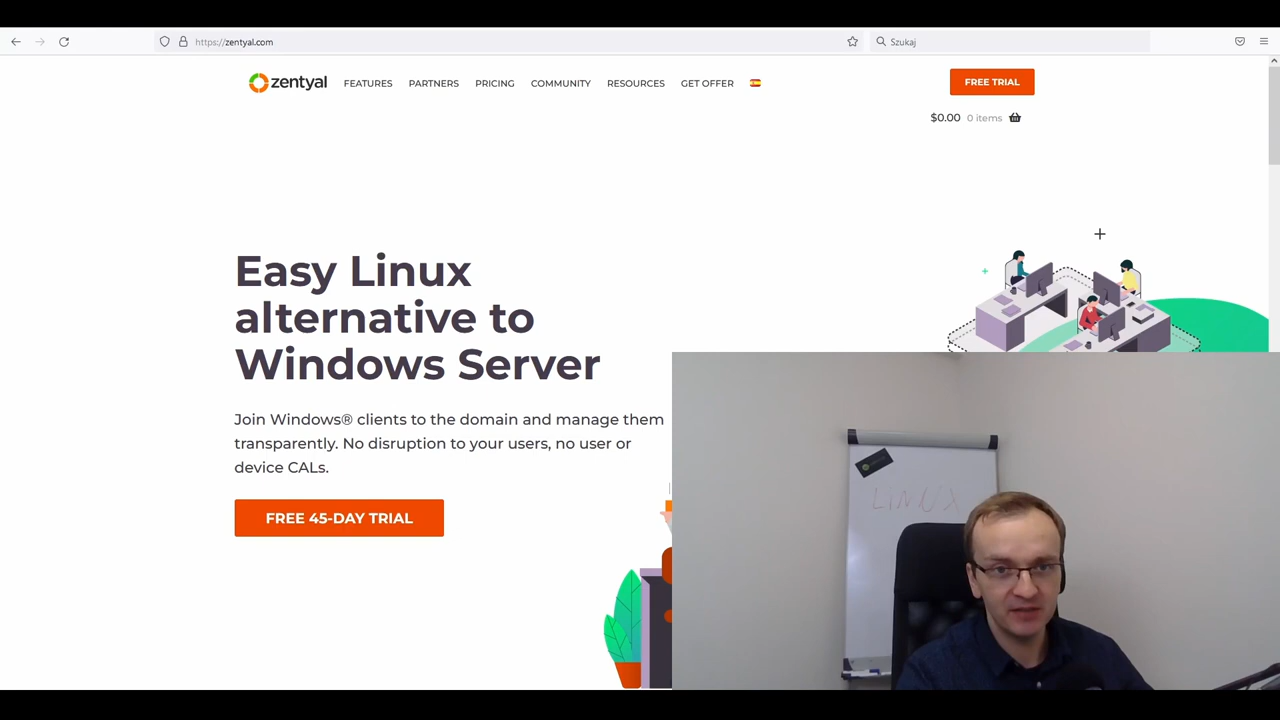 https://zentyal.com
Szukaj
zentyal FEATURES PARTNERS PRICING COMMUNITY RESOURCES GET OFFER FREE TRIAL
$0.00 0 items
Easy Linux
alternative to
Windows Server
Join Windows® clients to the domain and manage them
transparently. No disruption to your users, no user or
device CALs.
FREE 45-DAY TRIAL
LINUX